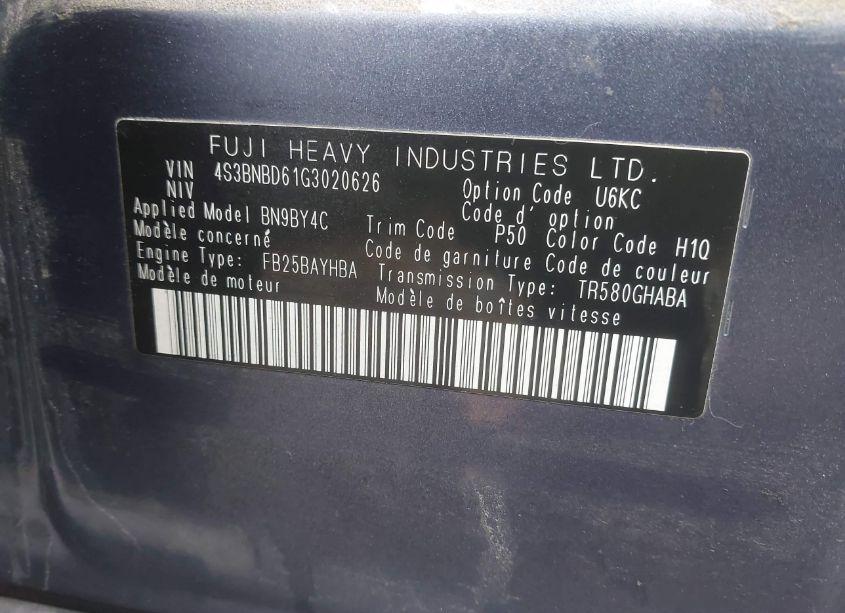 FUJI HEAVY INDUSTRIES LTD.
VIN 4S3BNBD61G3020626 Option Code U6KC
NIV Code d' option
Applied Model BN9BY4C Trim Code P50 Color Code H1Q
Modèle concerné Code de garniture Code de couleur
Engine Type: FB25BAYHBA Transmission Type: TR580GHABA
Modèle de moteur Modèle de boîtes vitesse